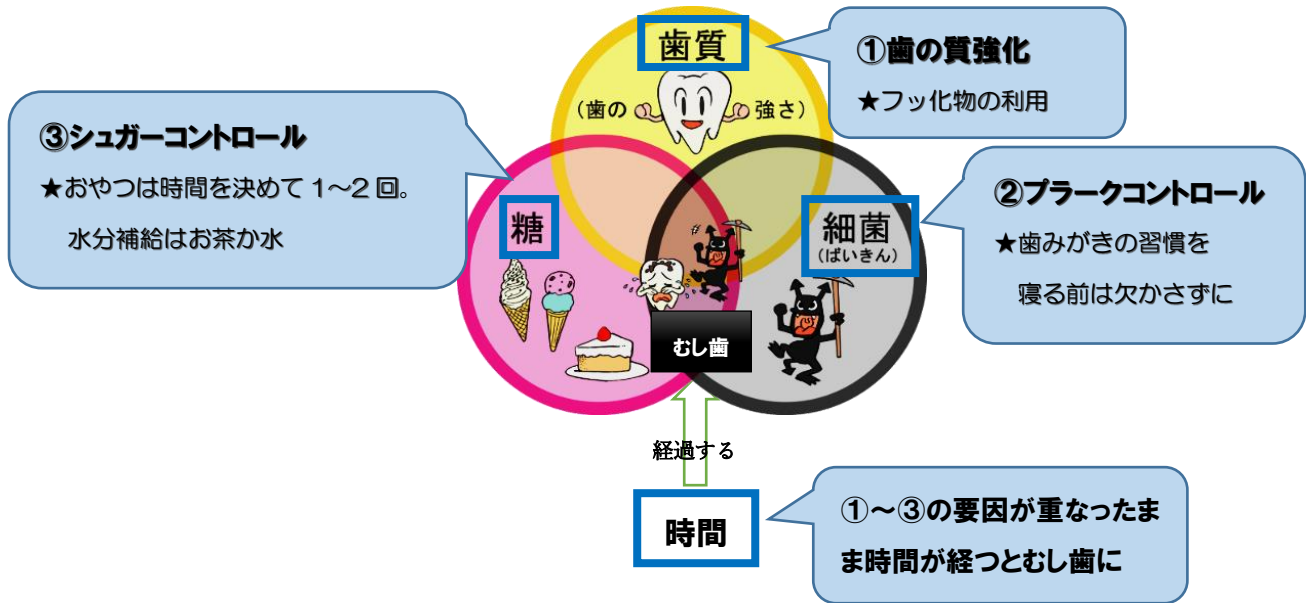 歯質
(歯の 強さ)
①歯の質強化
★フッ化物の利用
③シュガーコントロール
★おやつは時間を決めて1～2回。
水分補給はお茶か水
糖
細菌
(ばいきん)
②プラークコントロール
★歯みがきの習慣を
寝る前は欠かさずに
むし歯
経過する
時間
①～③の要因が重なったま
ま時間が経つとむし歯に